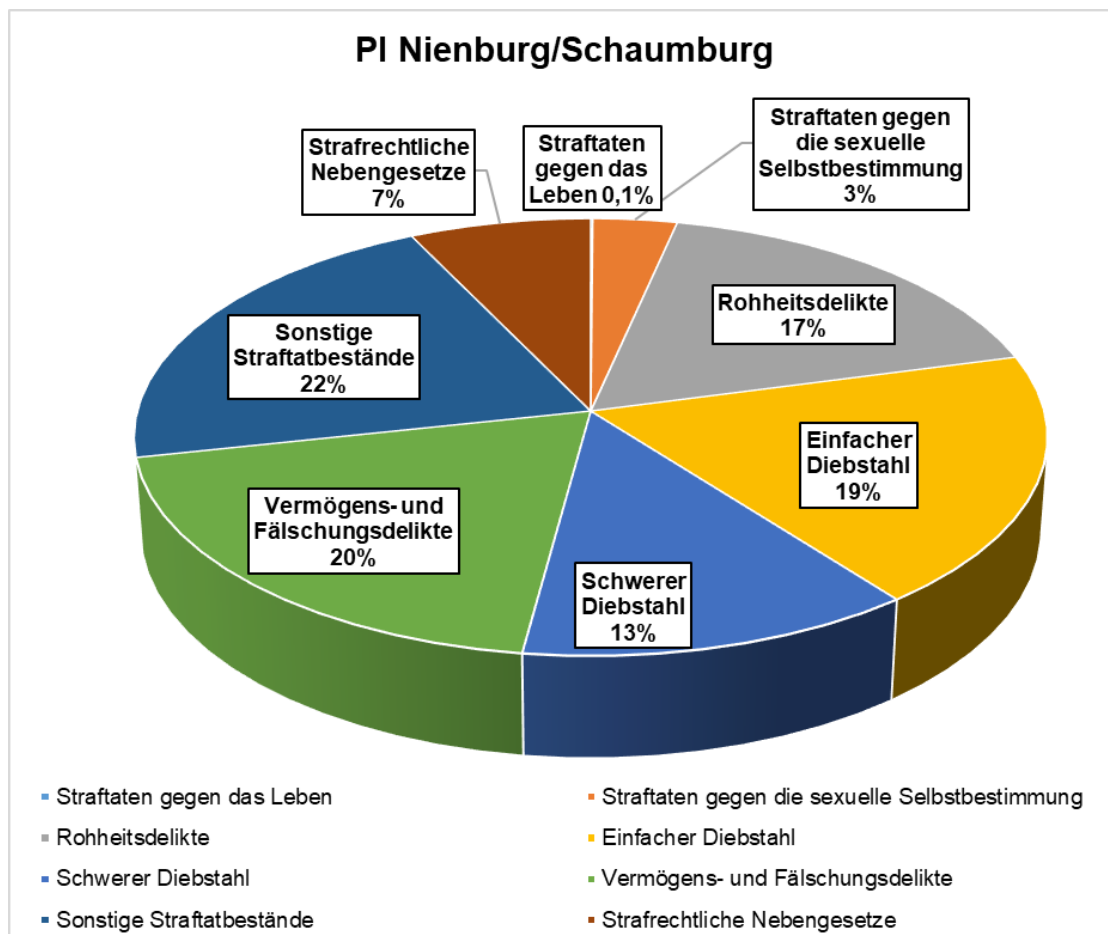 PI Nienburg/Schaumburg
Strafrechtliche
Nebengesetze
7%
Straftaten
gegen das
Leben 0,1%
Straftaten gegen
die sexuelle
Selbstbestimmung
3%
Rohheitsdelikte
17%
Sonstige
Straftatbestände
22%
Einfacher
Diebstahl
19%
Vermögens- und
Fälschungsdelikte
20%
Schwerer
Diebstahl
13%
Straftaten gegen das Leben
Straftaten gegen die sexuelle Selbstbestimmung
Rohheitsdelikte
Einfacher Diebstahl
Schwerer Diebstahl
Vermögens- und Fälschungsdelikte
Sonstige Straftatbestände
Strafrechtliche Nebengesetze